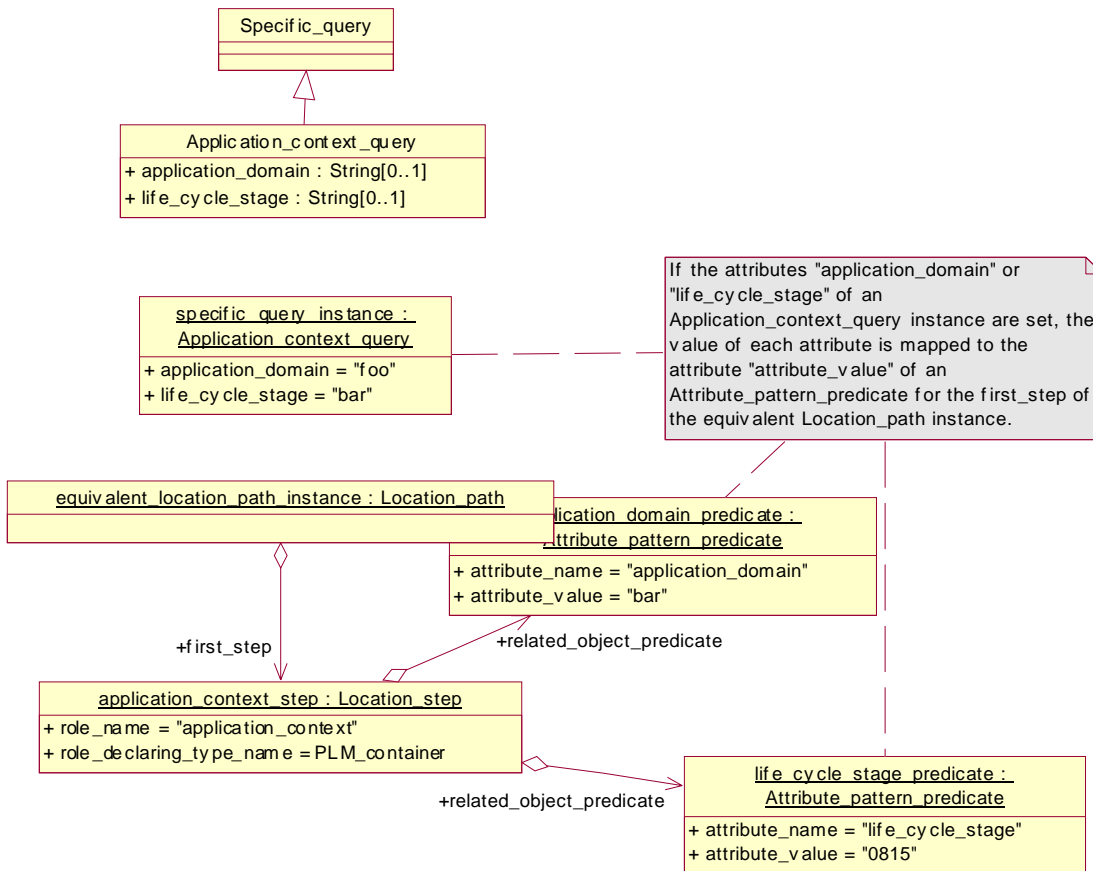 Specific_query
Application_context_query
+ application_domain : String[0..1]
+ life_cycle_stage : String[0..1]
If the attributes "application_domain" or
"life_cycle_stage" of an
Application_context_query instance are set, the
value of each attribute is mapped to the
attribute "attribute_value" of an
Attribute_pattern_predicate for the first_step of
the equivalent Location_path instance.
specific_query_instance :
Application_context_query
+ application_domain = "foo"
+ life_cycle_stage = "bar"
equivalent_location_path_instance : Location_path
lication_domain_predicate :
Attribute_pattern_predicate
+ attribute_name = "application_domain"
+ attribute_value = "bar"
+first_step
+related_object_predicate
application_context_step : Location_step
+ role_name = "application_context"
+ role_declaring_type_name = PLM_container
+related_object_predicate
life_cycle_stage_predicate :
Attribute_pattern_predicate
+ attribute_name = "life_cycle_stage"
+ attribute_value = "0815"